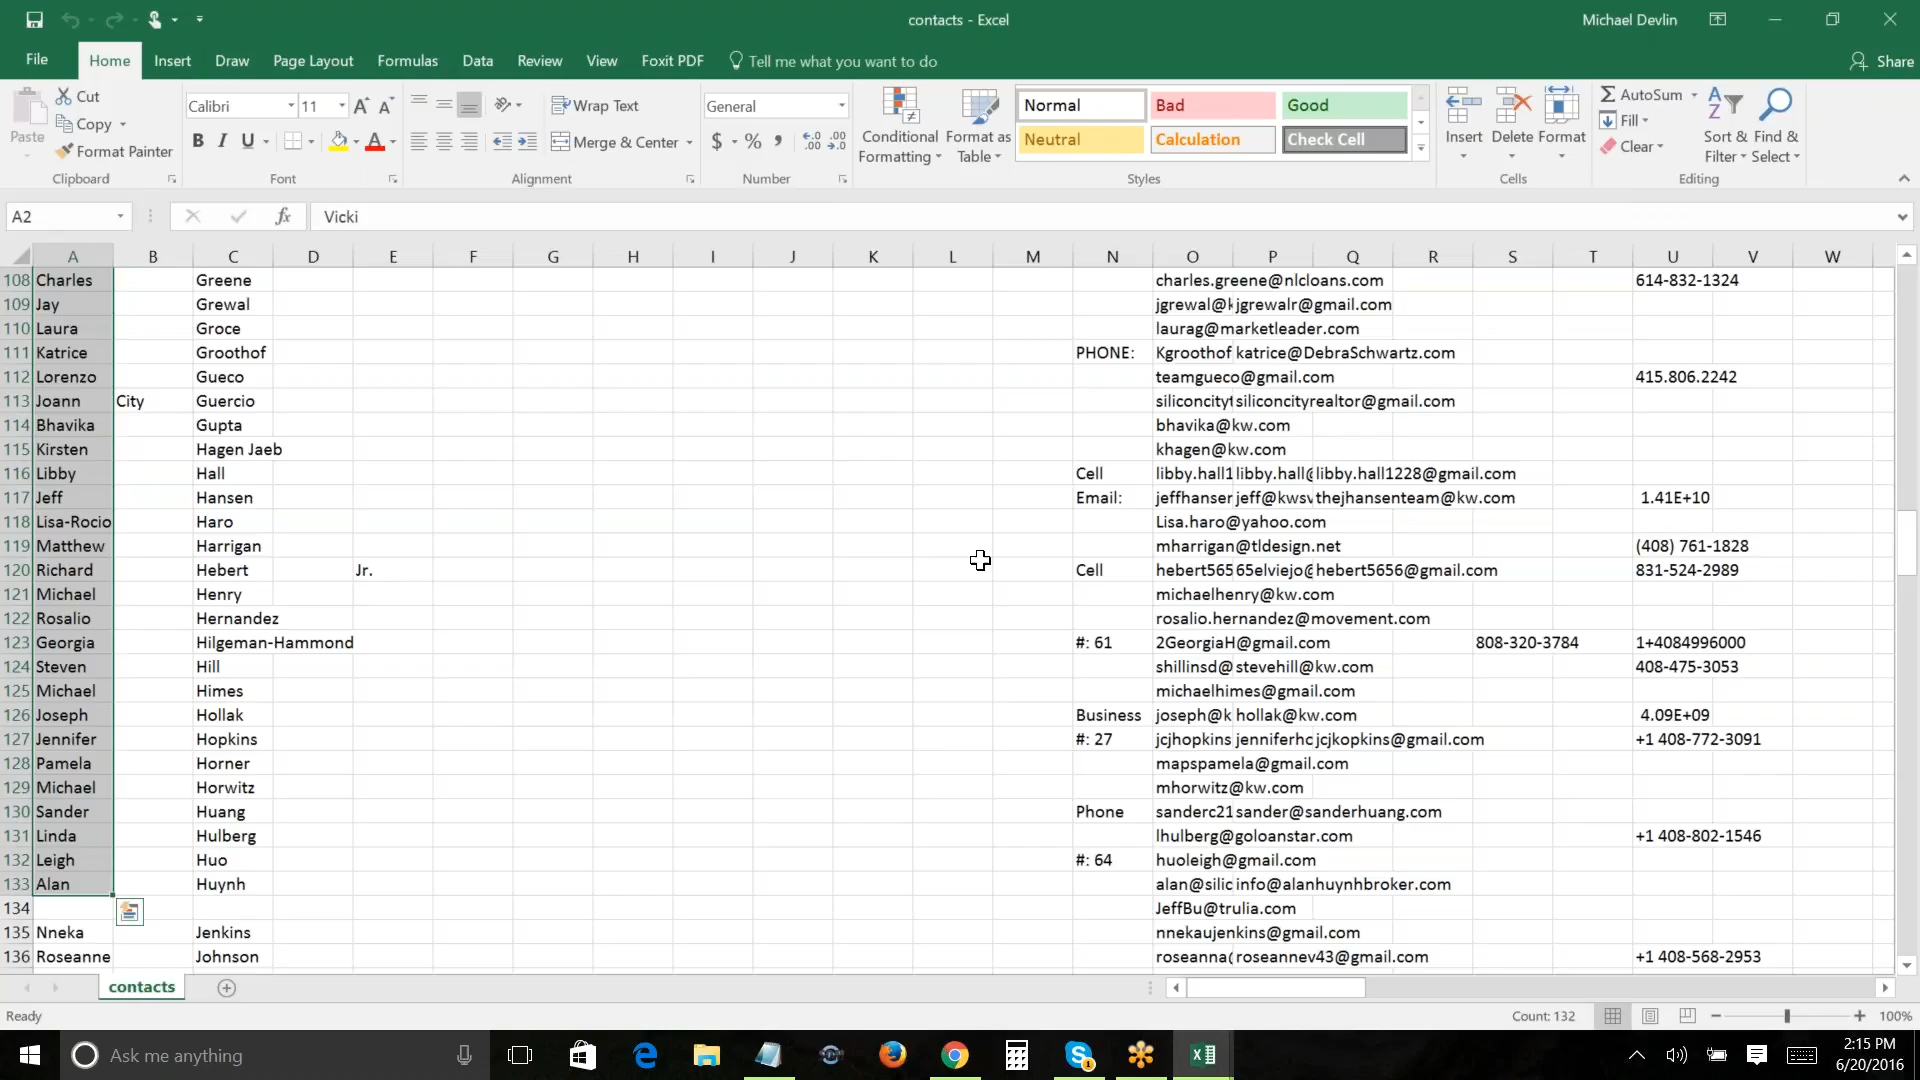 contacts - Excel
Michael Devlin
File Home Insert Draw Page Layout Formulas Data Review View Foxit PDF Tell me what you want to do Share
Paste
Cut
Copy
Format Painter
Clipboard
Calibri 11
B I U
Font
Wrap Text
Merge & Center
Alignment
General
$ % ,
Number
Conditional Formatting
Format as Table
Normal Bad Good
Neutral Calculation Check Cell
Styles
Insert Delete Format
Cells
AutoSum
Fill
Clear
Sort & Filter
Find & Select
Editing
A2 fx Vicki
A B C D E F G H I J K L M N O P Q R S T U V W
108 Charles Greene charles.greene@nlcloans.com 614-832-1324
109 Jay Grewal jgrewal@k jgrewalr@gmail.com
110 Laura Groce laurag@marketleader.com
111 Katrice Groothof PHONE: Kgroothof katrice@DebraSchwartz.com
112 Lorenzo Gueco teamgueco@gmail.com 415.806.2242
113 Joann City Guercio siliconcity siliconcityrealtor@gmail.com
114 Bhavika Gupta bhavika@kw.com
115 Kirsten Hagen Jaeb khagen@kw.com
116 Libby Hall Cell libby.hall1 libby.hall@ libby.hall1228@gmail.com
117 Jeff Hansen Email: jeffhanser jeff@kwsv thejhansenteam@kw.com 1.41E+10
118 Lisa-Rocio Haro Lisa.haro@yahoo.com
119 Matthew Harrigan mharrigan@tldesign.net (408) 761-1828
120 Richard Hebert Jr. Cell hebert565 65elviejo@ hebert5656@gmail.com 831-524-2989
121 Michael Henry michaelhenry@kw.com
122 Rosalio Hernandez rosalio.hernandez@movement.com
123 Georgia Hilgeman-Hammond #: 61 2GeorgiaH@gmail.com 808-320-3784 1+4084996000
124 Steven Hill shillinsd@ stevehill@kw.com 408-475-3053
125 Michael Himes michaelhimes@gmail.com
126 Joseph Hollak Business joseph@k hollak@kw.com 4.09E+09
127 Jennifer Hopkins #: 27 jcjhopkins jenniferhc jcjkopkins@gmail.com +1 408-772-3091
128 Pamela Horner mapspamela@gmail.com
129 Michael Horwitz mhorwitz@kw.com
130 Sander Huang Phone sanderc21 sander@sanderhuang.com
131 Linda Hulberg lhulberg@goloanstar.com +1 408-802-1546
132 Leigh Huo #: 64 huoleigh@gmail.com
133 Alan Huynh alan@silic info@alanhuynhbroker.com
134 JeffBu@trulia.com
135 Nneka Jenkins nnekaujenkins@gmail.com
136 Roseanne Johnson roseanna( roseannev43@gmail.com +1 408-568-2953
contacts
Ready Count: 132 100%
Ask me anything
2:15 PM
6/20/2016